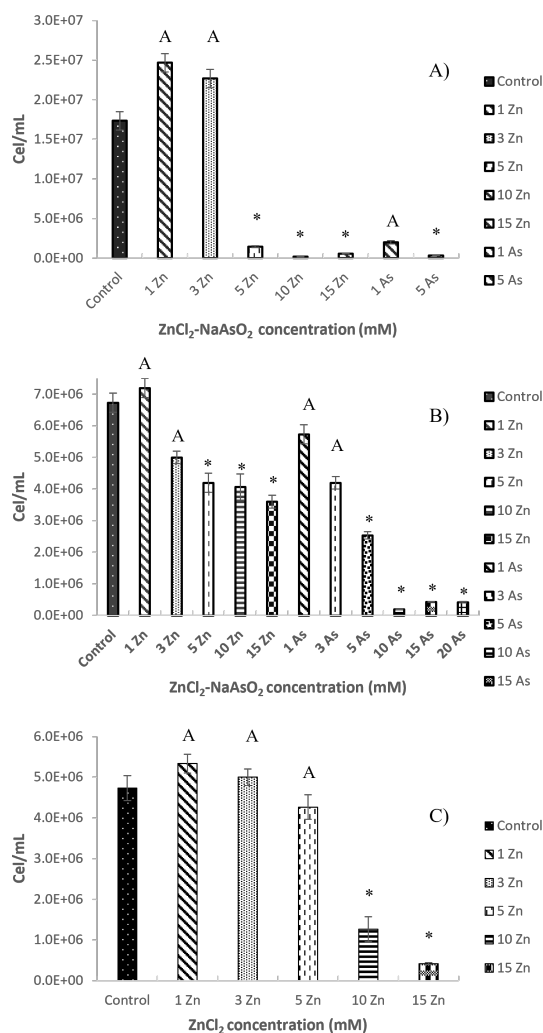 3.0E+07
2.5E+07
2.0E+07
1.5E+07
1.0E+07
5.0E+06
0.0E+00
Cel/mL
A A * * * A *
A)
Control 1 Zn 3 Zn 5 Zn 10 Zn 15 Zn 1 As 5 As
ZnCl2-NaAsO2 concentration (mM)
Control
1 Zn
3 Zn
5 Zn
10 Zn
15 Zn
1 As
5 As
7.0E+06
6.0E+06
5.0E+06
4.0E+06
3.0E+06
2.0E+06
1.0E+06
0.0E+00
Cel/mL
A A * * * A A * * * *
B)
Control 1 Zn 3 Zn 5 Zn 10 Zn 15 Zn 1 As 3 As 5 As 10 As 15 As 20 As
ZnCl2-NaAsO2 concentration (mM)
Control
1 Zn
3 Zn
5 Zn
10 Zn
15 Zn
1 As
3 As
5 As
10 As
15 As
6.0E+06
5.0E+06
4.0E+06
3.0E+06
2.0E+06
1.0E+06
0.0E+00
Cel/mL
A A A * *
C)
Control 1 Zn 3 Zn 5 Zn 10 Zn 15 Zn
ZnCl2 concentration (mM)
Control
1 Zn
3 Zn
5 Zn
10 Zn
15 Zn